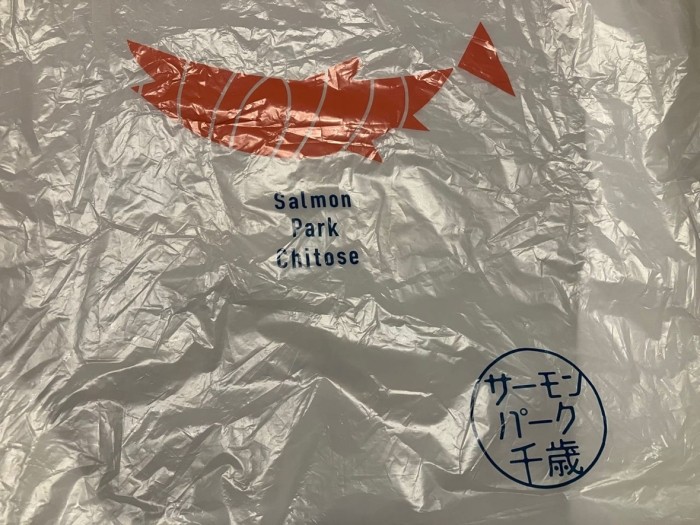 Salmon
Park
Chitose
サーモン
パーク
千歳